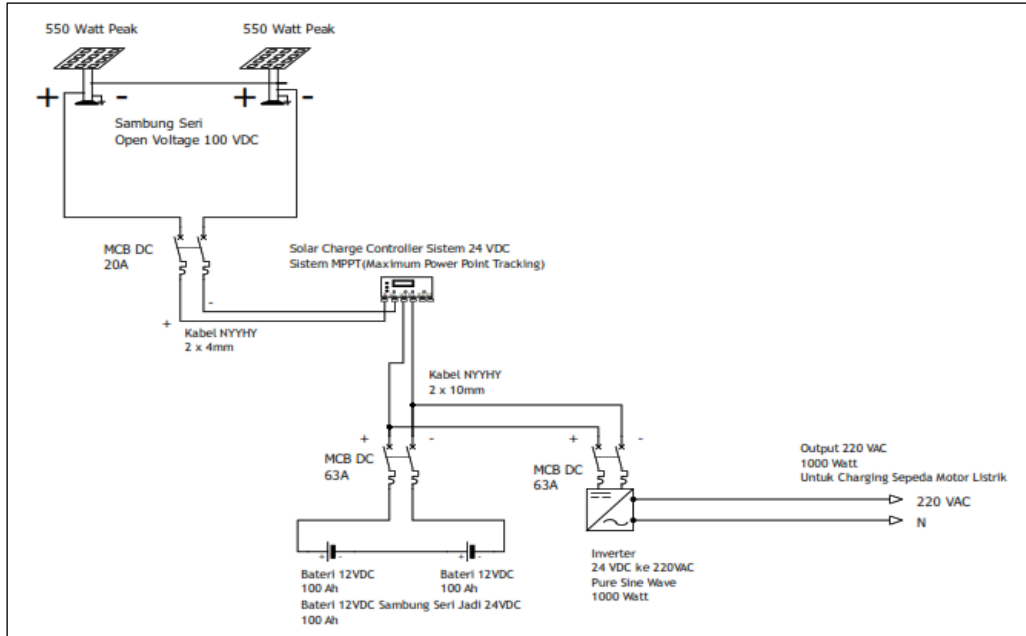 550 Watt Peak
550 Watt Peak
+ -
+ -
Sambung Seri
Open Voltage 100 VDC
MCB DC
20A
Solar Charge Controller Sistem 24 VDC
Sistem MPPT(Maximum Power Point Tracking)
-
+
Kabel NYYHY
2 x 4mm
Kabel NYYHY
2 x 10mm
+ -
MCB DC
63A
+ -
MCB DC
63A
Output 220 VAC
1000 Watt
Untuk Charging Sepeda Motor Listrik
220 VAC
N
+ -
+ -
Bateri 12VDC
100 Ah
Bateri 12VDC
100 Ah
Bateri 12VDC Sambung Seri Jadi 24VDC
100 Ah
Inverter
24 VDC ke 220VAC
Pure Sine Wave
1000 Watt